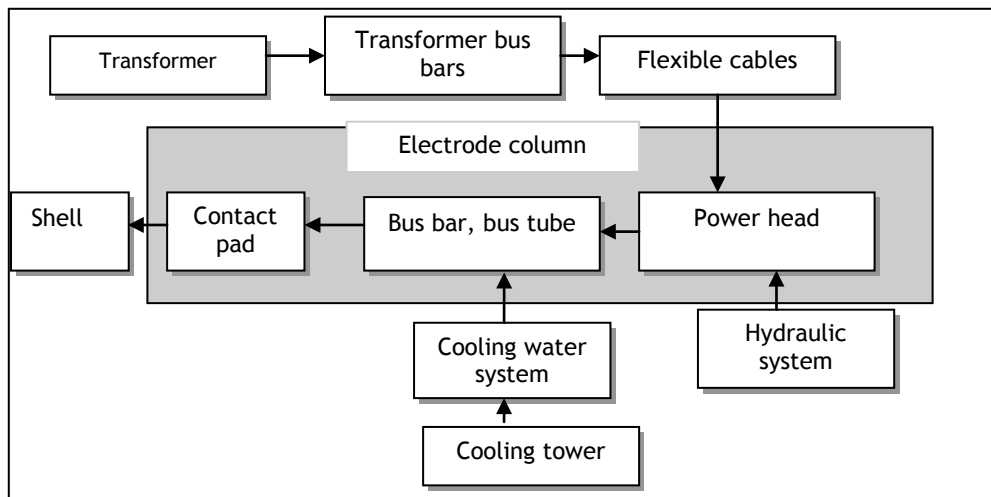 Transformer
Transformer bus
bars
Flexible cables
Electrode column
Shell
Contact
pad
Bus bar, bus tube
Power head
Cooling water
system
Hydraulic
system
Cooling tower